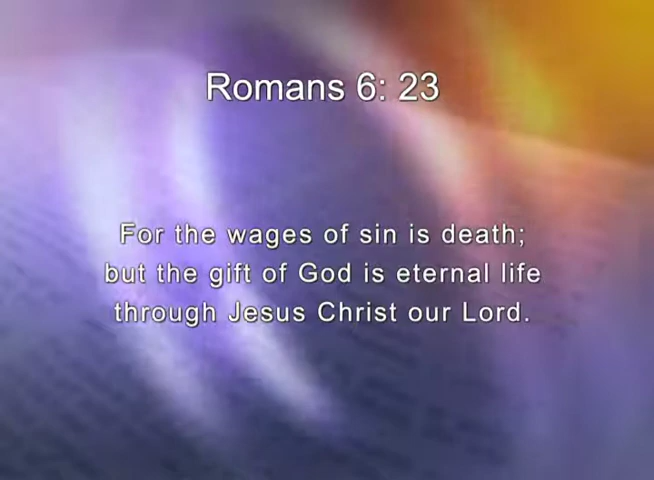 Romans 6: 23
For the wages of sin is death;
but the gift of God is eternal life
through Jesus Christ our Lord.